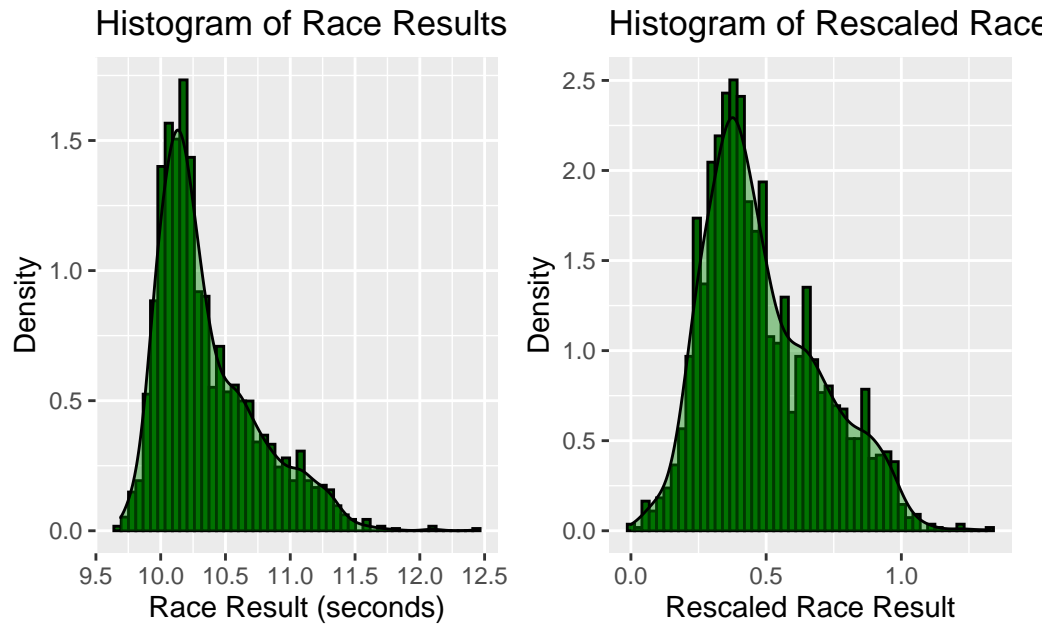 Histogram of Race Results
Density
1.5
1.0
0.5
0.0
9.5 10.0 10.5 11.0 11.5 12.0 12.5
Race Result (seconds)
Histogram of Rescaled Race
Density
2.5
2.0
1.5
1.0
0.5
0.0
0.0 0.5 1.0
Rescaled Race Result